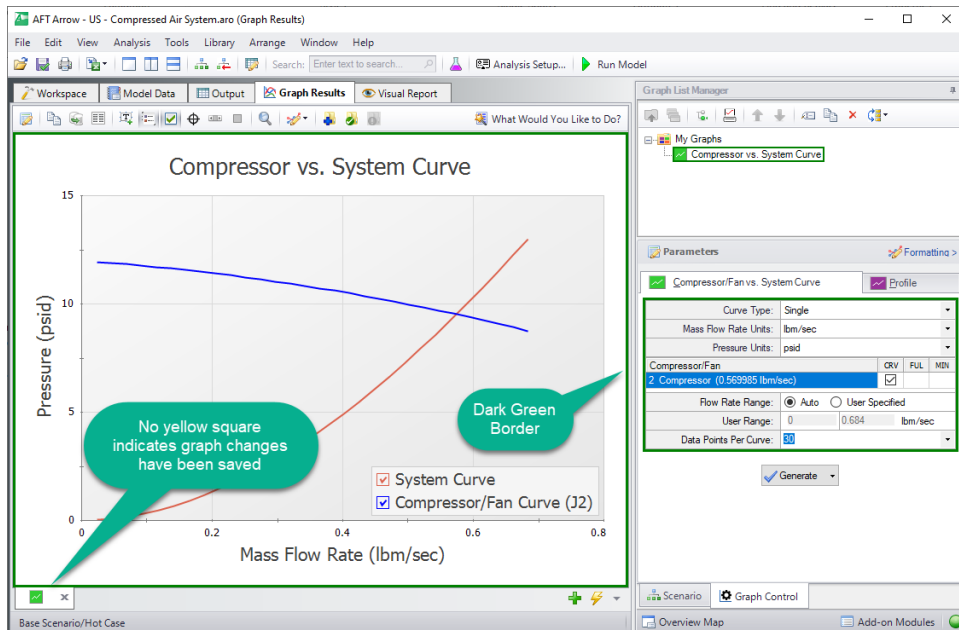 AFT Arrow - US - Compressed Air System.aro (Graph Results)
File Edit View Analysis Tools Library Arrange Window Help
Search: Enter text to search... Analysis Setup... Run Model
Workspace Model Data Output Graph Results Visual Report
What Would You Like to Do?
Compressor vs. System Curve
15
10
5
0
Pressure (psid)
0 0.2 0.4 0.6 0.8
Mass Flow Rate (lbm/sec)
System Curve
Compressor/Fan Curve (J2)
No yellow square
indicates graph changes
have been saved
Dark Green
Border
Graph List Manager
My Graphs
Compressor vs. System Curve
Parameters Formatting >
Compressor/Fan vs. System Curve Profile
Curve Type: Single
Mass Flow Rate Units: lbm/sec
Pressure Units: psid
Compressor/Fan CRV FUL MIN
2 Compressor (0.569985 lbm/sec)
Flow Rate Range: Auto User Specified
User Range: 0 0.684 lbm/sec
Data Points Per Curve: 30
Generate
Scenario Graph Control
Base Scenario/Hot Case
Overview Map Add-on Modules